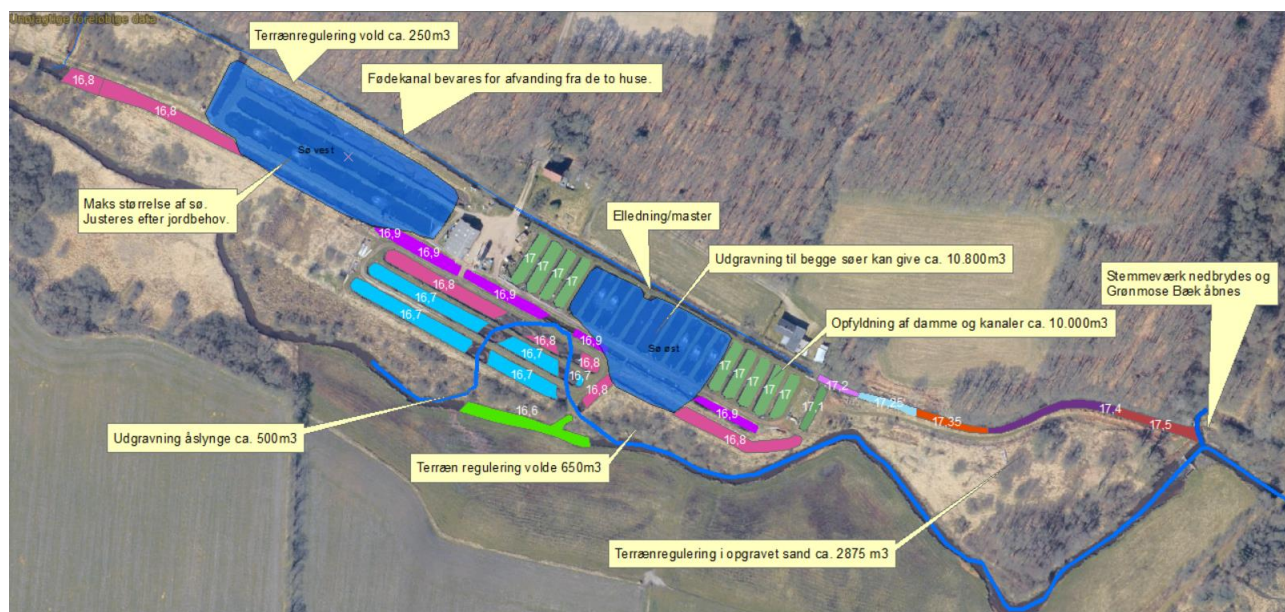 Unøjagtige foreløbige data
Terrænregulering vold ca. 250m3
Fødekanal bevares for afvanding fra de to huse.
16,8
16,8
Sø vest
Maks størrelse af sø.
Justeres efter jordbehov.
Elledning/master
16,9
16,9
17
17
17
17
Udgravning til begge søer kan give ca. 10.800m3
Stemmeværk nedbrydes og
Grønmose Bæk åbnes
16,8
16,7
16,7
16,9
Opfyldning af damme og kanaler ca. 10.000m3
Sø øst
16,8
16,7
16,7
16,8
16,7
16,8
17
17
17
17
17
17,1
17,2
17,25
17,35
17,4
17,5
16,9
16,8
16,6
Udgravning åslynge ca. 500m3
Terræn regulering volde 650m3
Terrænregulering i opgravet sand ca. 2875 m3